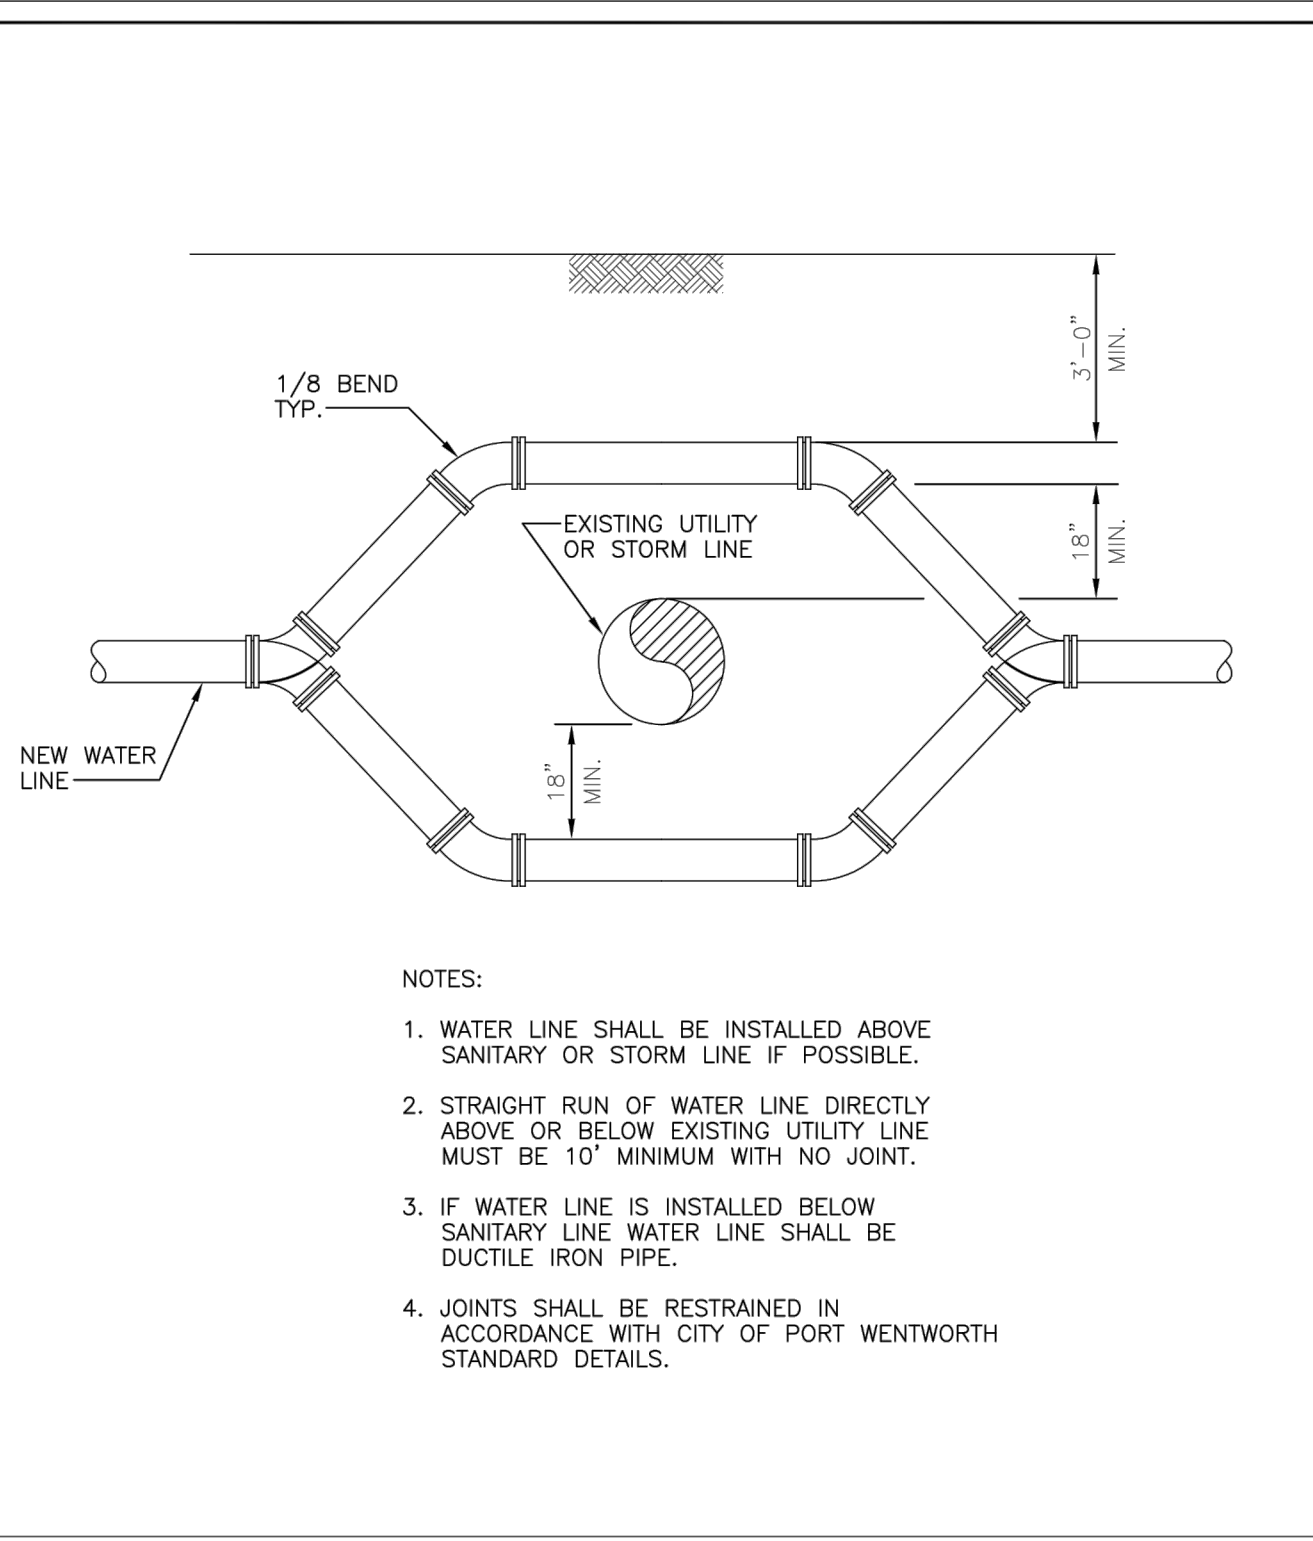 3'-0"
MIN.
1/8 BEND
TYP.
EXISTING UTILITY
OR STORM LINE
18"
MIN.
NEW WATER
LINE
18"
MIN.
NOTES:
1. WATER LINE SHALL BE INSTALLED ABOVE
SANITARY OR STORM LINE IF POSSIBLE.
2. STRAIGHT RUN OF WATER LINE DIRECTLY
ABOVE OR BELOW EXISTING UTILITY LINE
MUST BE 10' MINIMUM WITH NO JOINT.
3. IF WATER LINE IS INSTALLED BELOW
SANITARY LINE WATER LINE SHALL BE
DUCTILE IRON PIPE.
4. JOINTS SHALL BE RESTRAINED IN
ACCORDANCE WITH CITY OF PORT WENTWORTH
STANDARD DETAILS.